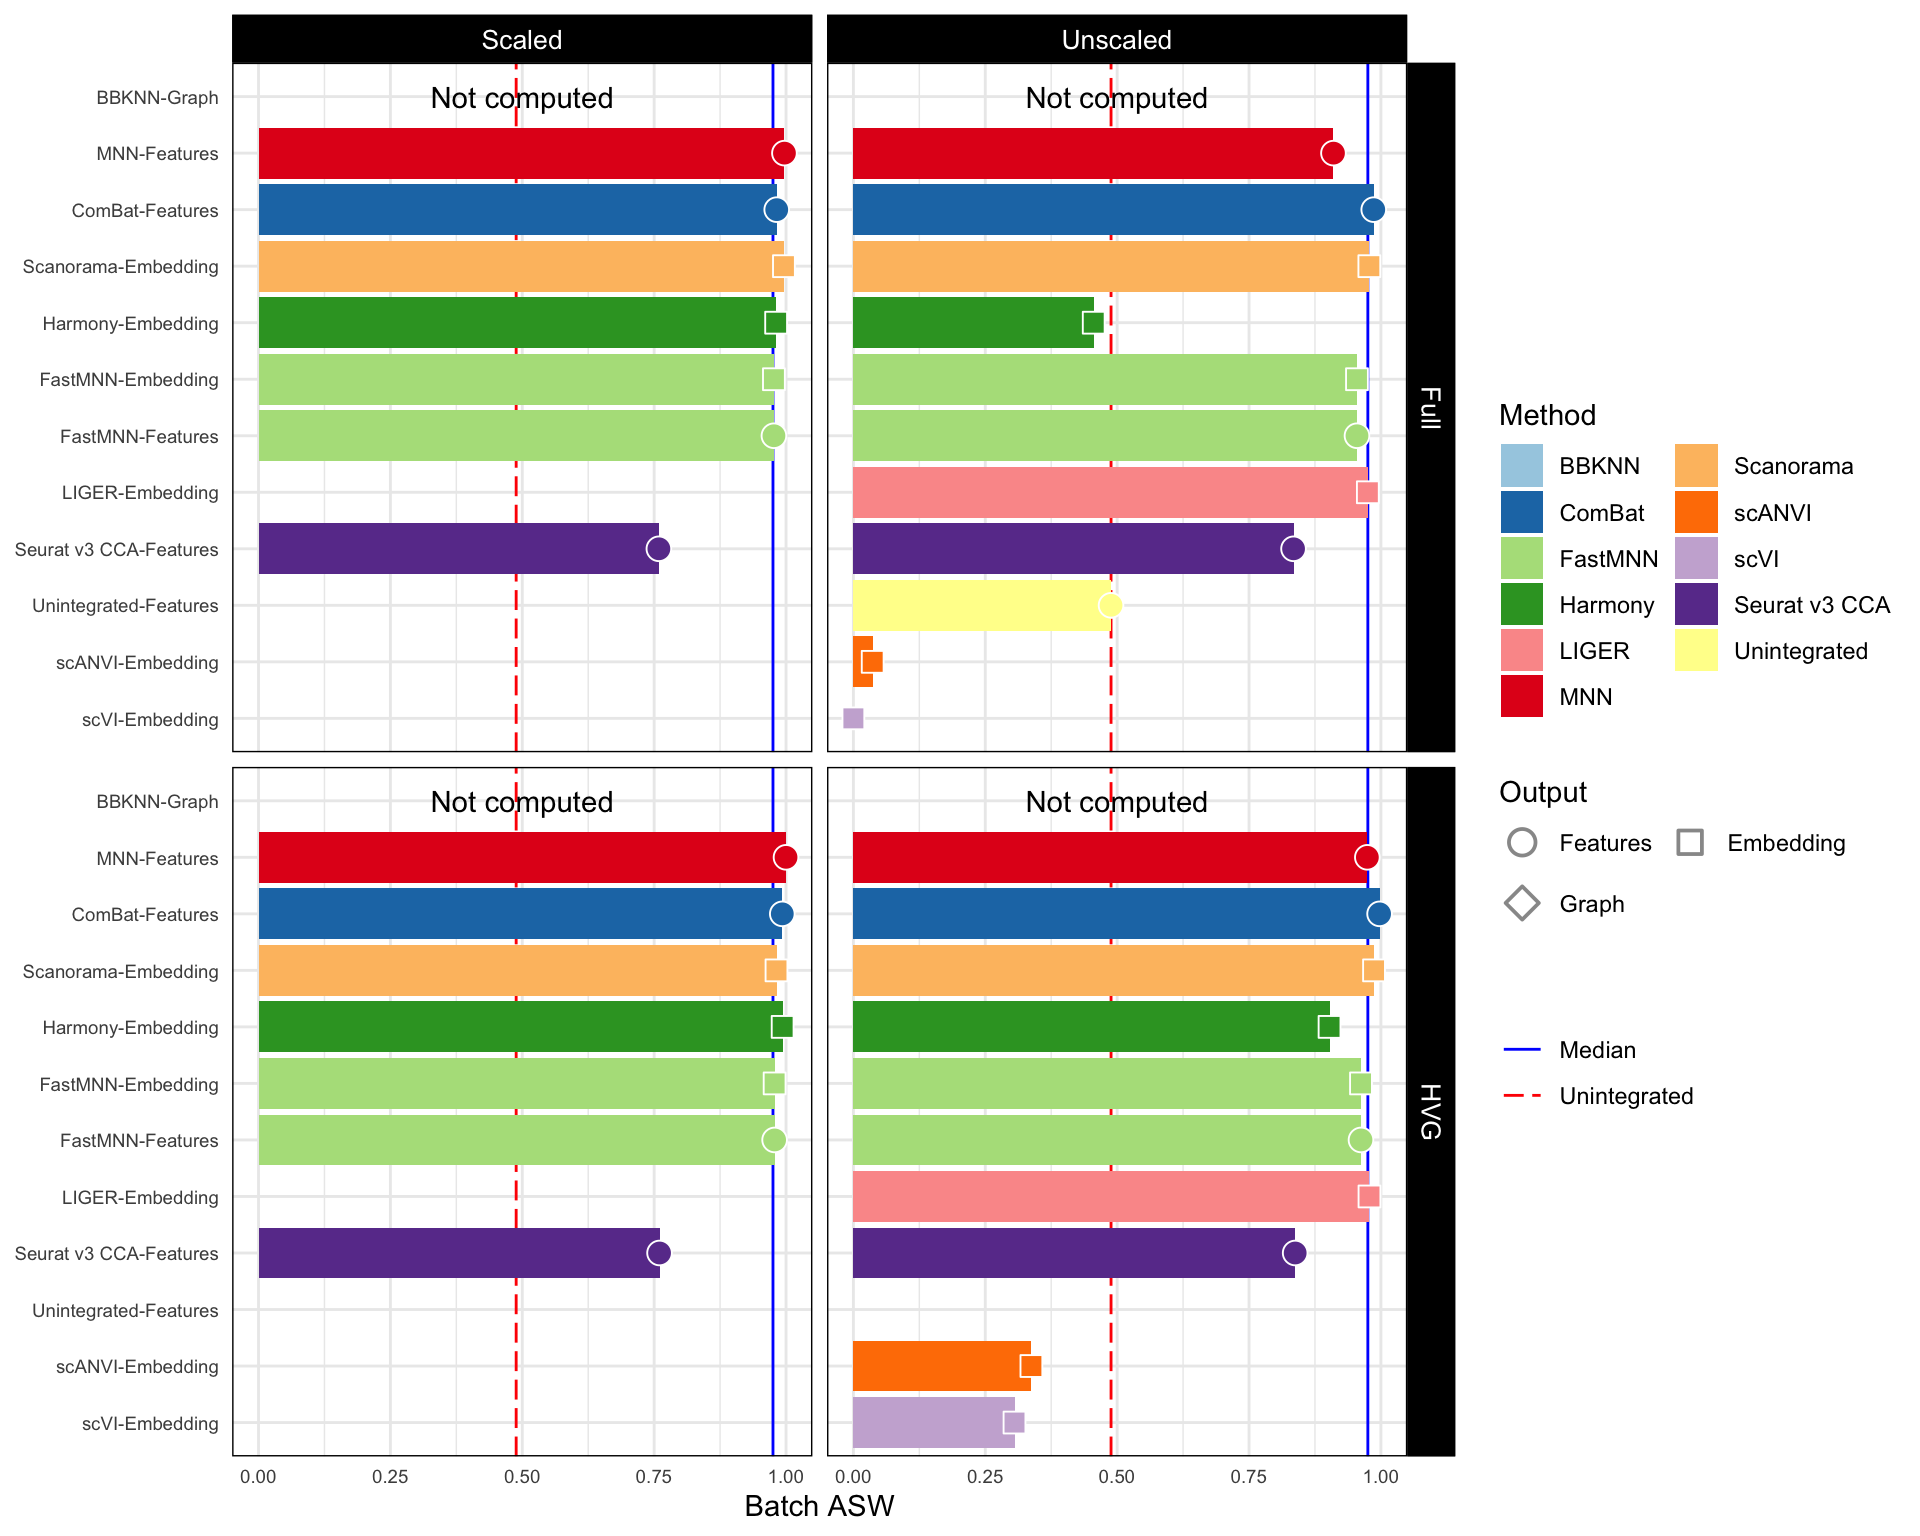 Scaled
Unscaled
BBKNN-Graph
MNN-Features
ComBat-Features
Scanorama-Embedding
Harmony-Embedding
FastMNN-Embedding
FastMNN-Features
LIGER-Embedding
Seurat v3 CCA-Features
Unintegrated-Features
scANVI-Embedding
scVI-Embedding
Not computed
Not computed
Full
BBKNN-Graph
MNN-Features
ComBat-Features
Scanorama-Embedding
Harmony-Embedding
FastMNN-Embedding
FastMNN-Features
LIGER-Embedding
Seurat v3 CCA-Features
Unintegrated-Features
scANVI-Embedding
scVI-Embedding
Not computed
Not computed
HVG
0.00 0.25 0.50 0.75 1.00
0.00 0.25 0.50 0.75 1.00
Batch ASW
Method
BBKNN
ComBat
FastMNN
Harmony
LIGER
MNN
Scanorama
scANVI
scVI
Seurat v3 CCA
Unintegrated
Output
Features
Embedding
Graph
Median
Unintegrated